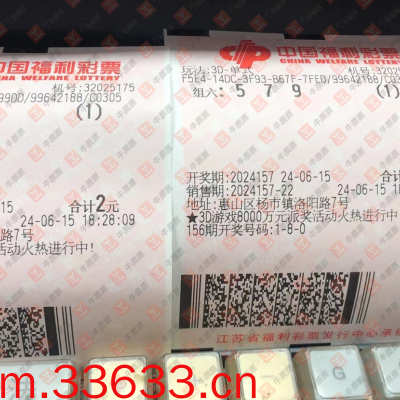 中国福利彩票
CHINA WELFARE LOTTERY
机号:32025175
990D/99642188/C0305
(1)
15
合计2元
24-06-15 18:28:09
路7号
活动火热进行中!
中国福利彩票
CHINA WELFARE LOTTERY
玩法:3D-单式
F5E4-14DC-3F93-B67F-7FED/99642188/C03
组六: 5 7 9
(1)
开奖期:2024157 24-06-15
销售期:2024157-22 24-06-15
地址:惠山区杨市镇洛阳路7号
★3D游戏8000万元派奖活动火热进行中
156期开奖号码:1-8-0
江苏省福利彩票发行中心承
G
m.33633.cn